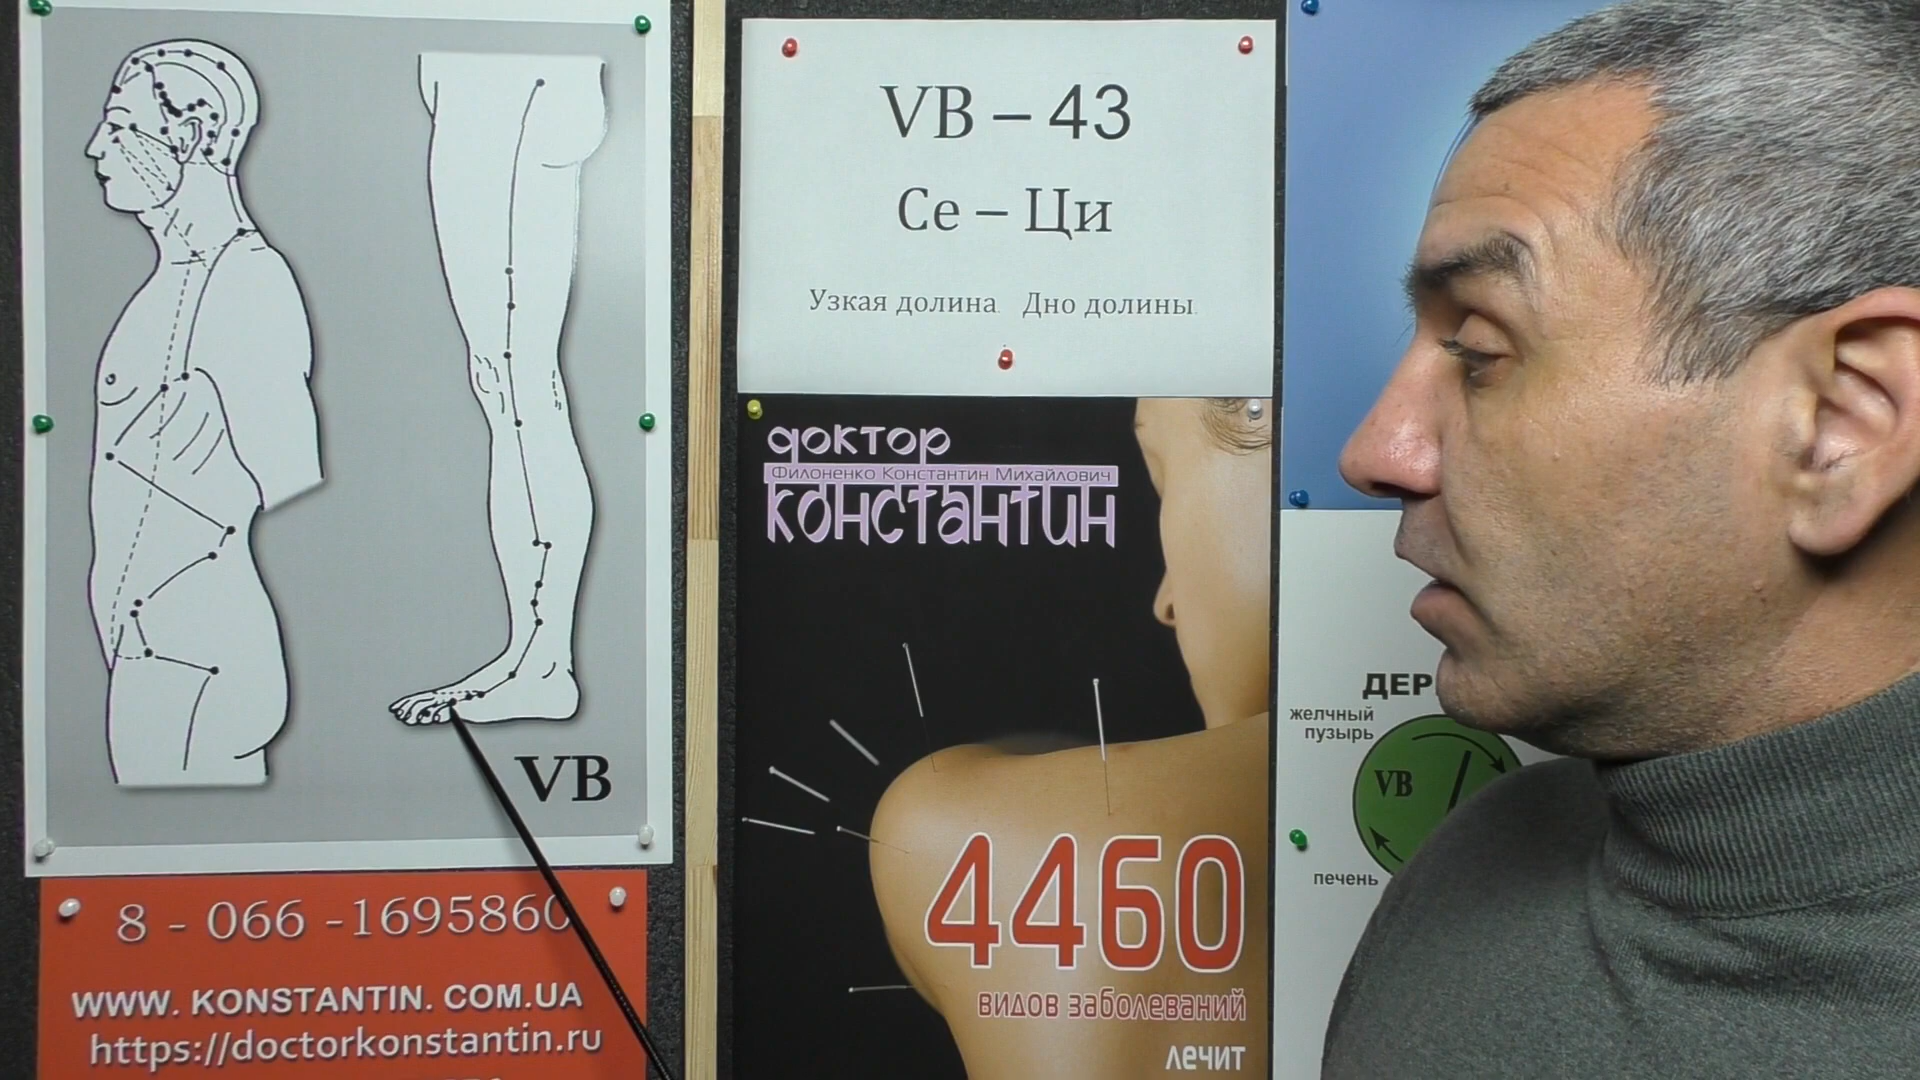 VB
8 - 066 -1695860
WWW. KONSTANTIN. COM.UA
https://doctorkonstantin.ru
VB – 43
Се – Ци
Узкая долина. Дно долины.
доктор
Филоненко Константин Михайлович
константин
4460
видов заболеваний
лечит
желчный
пузырь
VB
печень